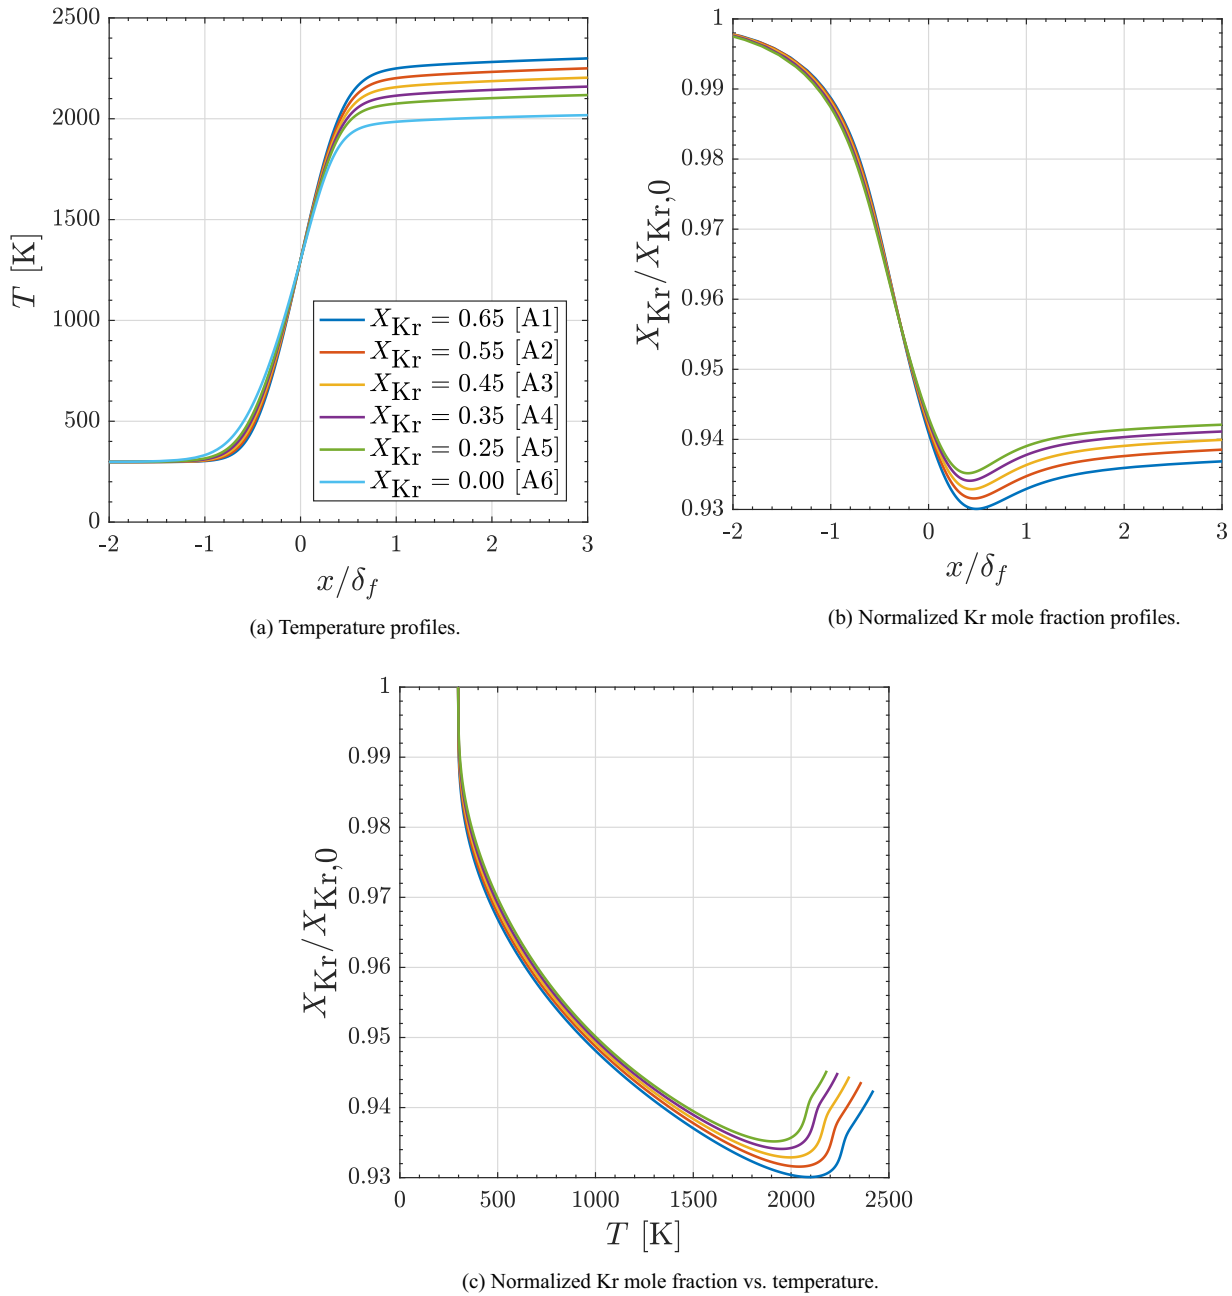 2500
2000
1500
1000
500
0
T [K]
-2 -1 0 1 2 3
x/δf
X_Kr = 0.65 [A1]
X_Kr = 0.55 [A2]
X_Kr = 0.45 [A3]
X_Kr = 0.35 [A4]
X_Kr = 0.25 [A5]
X_Kr = 0.00 [A6]
(a) Temperature profiles.
1
0.99
0.98
0.97
0.96
0.95
0.94
0.93
X_Kr/X_Kr,0
-2 -1 0 1 2 3
x/δf
(b) Normalized Kr mole fraction profiles.
1
0.99
0.98
0.97
0.96
0.95
0.94
0.93
X_Kr/X_Kr,0
0 500 1000 1500 2000 2500
T [K]
(c) Normalized Kr mole fraction vs. temperature.